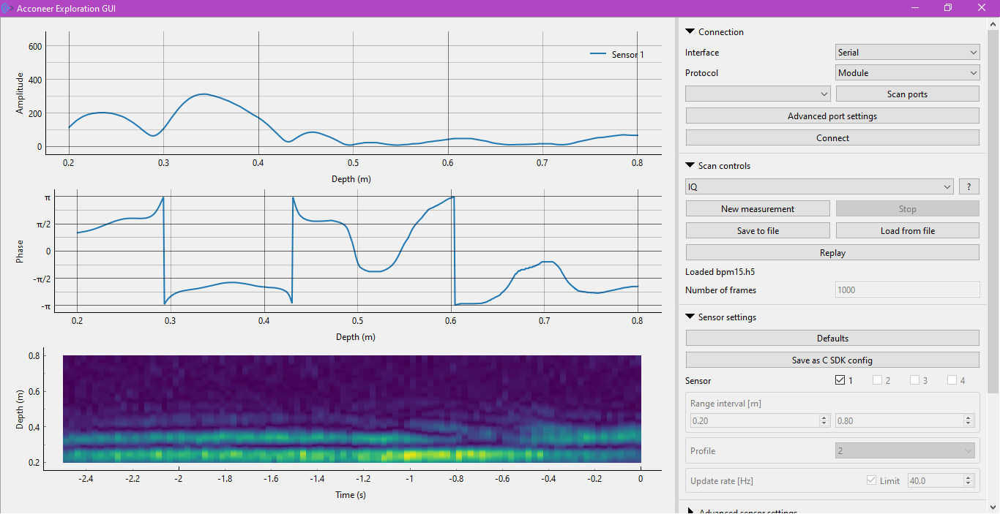 Acconeer Exploration GUI
600
400
200
0
Amplitude
Sensor 1
0.2 0.3 0.4 0.5 0.6 0.7 0.8
Depth (m)
π
π/2
0
-π/2
-π
Phase
0.2 0.3 0.4 0.5 0.6 0.7 0.8
Depth (m)
0.8
0.6
0.4
0.2
Depth (m)
-2.4 -2.2 -2 -1.8 -1.6 -1.4 -1.2 -1 -0.8 -0.6 -0.4 -0.2 0
Time (s)
Connection
Interface Serial
Protocol Module
Scan ports
Advanced port settings
Connect
Scan controls
IQ ?
New measurement Stop
Save to file Load from file
Replay
Loaded bpm15.h5
Number of frames 1000
Sensor settings
Defaults
Save as C SDK config
Sensor 1 2 3 4
Range interval [m]
0.20 0.80
Profile 2
Update rate [Hz] Limit 40.0
Advanced sensor settings